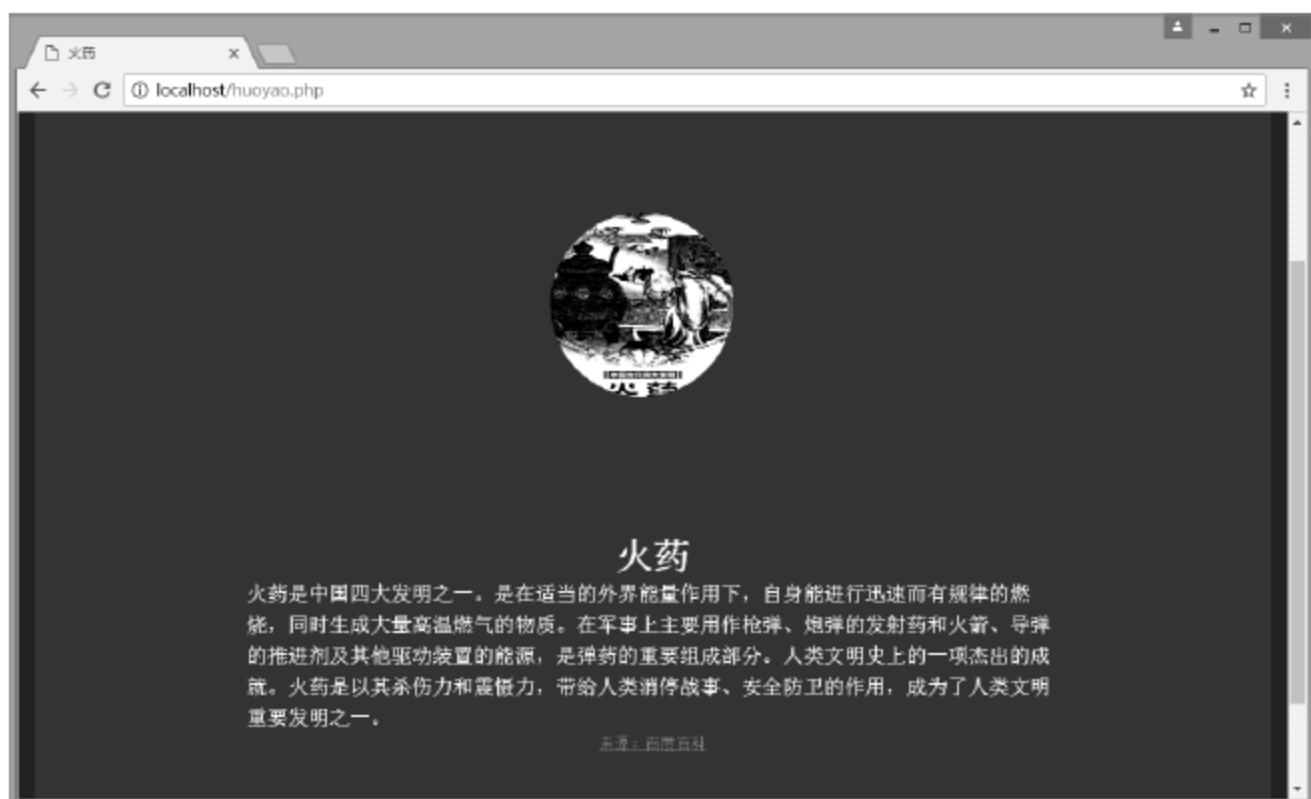 火药
localhost/huoyao.php
火药
火药
火药是中国四大发明之一。是在适当的外界能量作用下，自身能进行迅速而有规律的燃
烧，同时生成大量高温燃气的物质。在军事上主要用作枪弹、炮弹的发射药和火箭、导弹
的推进剂及其他驱动装置的能源，是弹药的重要组成部分。人类文明史上的一项杰出的成
就。火药是以其杀伤力和震慑力，带给人类消停战事、安全防卫的作用，成为了人类文明
重要发明之一。
来源：百度百科